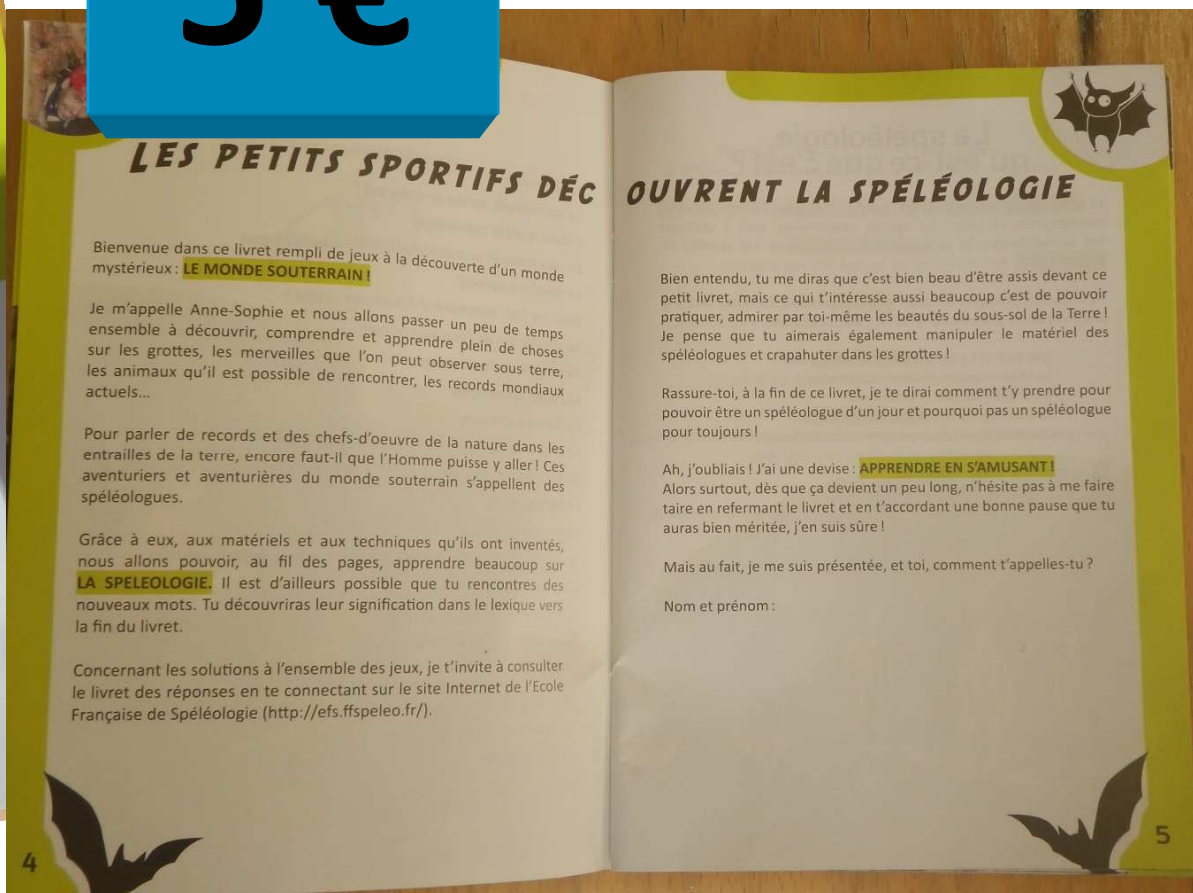 5 €
LES PETITS SPORTIFS DÉC OUVRENT LA SPÉLÉOLOGIE
Bienvenue dans ce livret rempli de jeux à la découverte d'un monde
mystérieux : LE MONDE SOUTERRAIN !
Je m'appelle Anne-Sophie et nous allons passer un peu de temps
ensemble à découvrir, comprendre et apprendre plein de choses
sur les grottes, les merveilles que l'on peut observer sous terre,
les animaux qu'il est possible de rencontrer, les records mondiaux
actuels...
Pour parler de records et des chefs-d'oeuvre de la nature dans les
entrailles de la terre, encore faut-il que l'Homme puisse y aller ! Ces
aventuriers et aventurières du monde souterrain s'appellent des
spéléologues.
Grâce à eux, aux matériels et aux techniques qu'ils ont inventés,
nous allons pouvoir, au fil des pages, apprendre beaucoup sur
LA SPELEOLOGIE. Il est d'ailleurs possible que tu rencontres des
nouveaux mots. Tu découvriras leur signification dans le lexique vers
la fin du livret.
Concernant les solutions à l'ensemble des jeux, je t'invite à consulter
le livret des réponses en te connectant sur le site Internet de l'Ecole
Française de Spéléologie (http://efs.ffspeleo.fr/).
4
Bien entendu, tu me diras que c'est bien beau d'être assis devant ce
petit livret, mais ce qui t'intéresse aussi beaucoup c'est de pouvoir
pratiquer, admirer par toi-même les beautés du sous-sol de la Terre !
Je pense que tu aimerais également manipuler le matériel des
spéléologues et crapahuter dans les grottes !
Rassure-toi, à la fin de ce livret, je te dirai comment t'y prendre pour
pouvoir être un spéléologue d'un jour et pourquoi pas un spéléologue
pour toujours !
Ah, j'oubliais ! J'ai une devise : APPRENDRE EN S'AMUSANT !
Alors surtout, dès que ça devient un peu long, n'hésite pas à me faire
taire en refermant le livret et en t'accordant une bonne pause que tu
auras bien méritée, j'en suis sûre !
Mais au fait, je me suis présentée, et toi, comment t'appelles-tu ?
Nom et prénom :
5